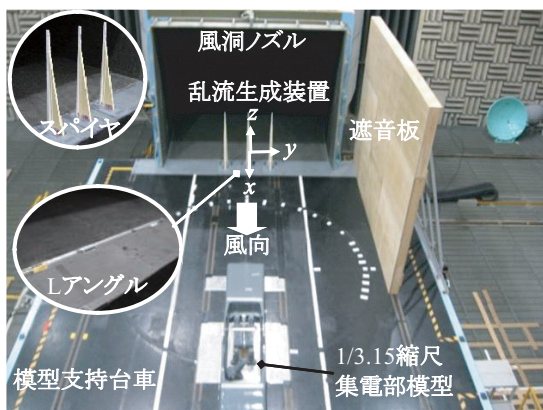 風洞ノズル
乱流生成装置
スパイヤ
遮音板
z
y
x
風向
Lアングル
1/3.15縮尺
集電部模型
模型支持台車